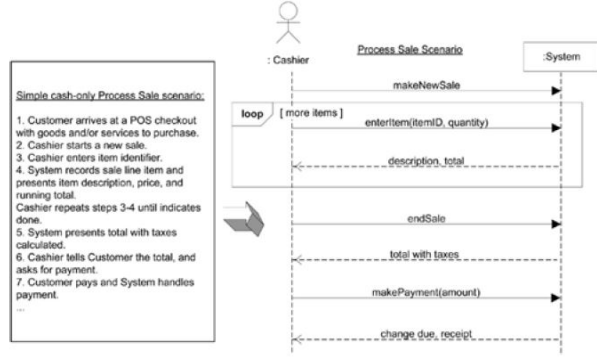 Simple cash-only Process Sale scenario:
1. Customer arrives at a POS checkout
with goods and/or services to purchase.
2. Cashier starts a new sale.
3. Cashier enters item identifier.
4. System records sale line item and
presents item description, price, and
running total.
Cashier repeats steps 3-4 until indicates
done.
5. System presents total with taxes
calculated.
6. Cashier tells Customer the total, and
asks for payment.
7. Customer pays and System handles
payment.
...
: Cashier
Process Sale Scenario
:System
makeNewSale
loop
[ more items ]
enterItem(itemID, quantity)
description, total
endSale
total with taxes
makePayment(amount)
change due, receipt